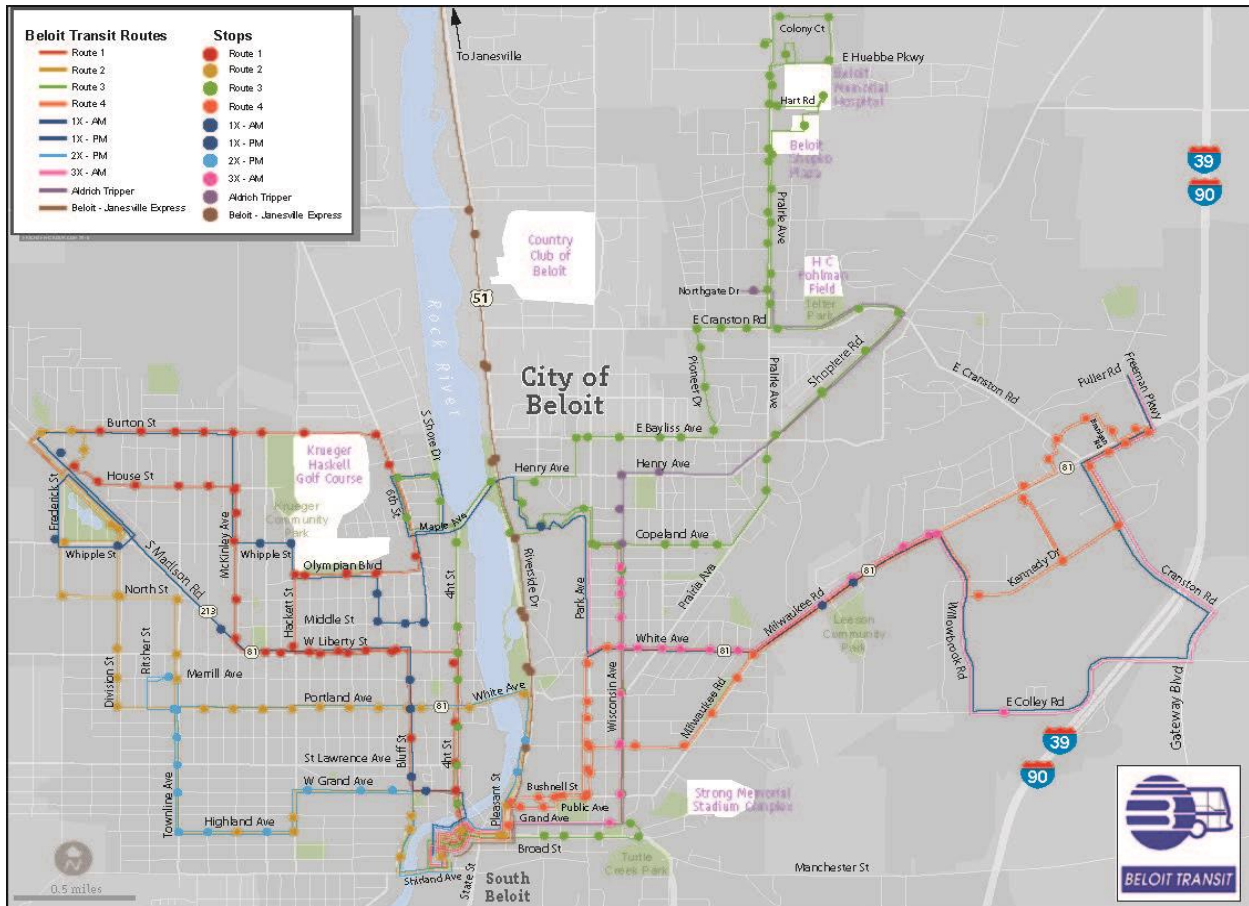 Beloit Transit Routes
Route 1
Route 2
Route 3
Route 4
1X - AM
1X - PM
2X - PM
3X - AM
Aldrich Tripper
Beloit - Janesville Express
Stops
Route 1
Route 2
Route 3
Route 4
1X - AM
1X - PM
2X - PM
3X - AM
Aldrich Tripper
Beloit - Janesville Express
To Janesville
Colony Ct
E Huebbe Pkwy
Beloit
Memorial
Hospital
Hart Rd
Beloit
Shopko
Plaza
39
90
Prairie Ave
Country
Club of
Beloit
H C
Pohlman
Field
Telfer
Park
Northgate Dr
51
E Cranston Rd
Rock River
Pioneer Dr
Prairie Ave
Shopiere Rd
City of
Beloit
E Cranston Rd
Fuller Rd
Freeman Pkwy
Burton St
S Shore Dr
E Bayliss Ave
Branigan
Rd
Krueger
Haskell
Golf Course
House St
Henry Ave
Henry Ave
81
Frederick St
6th St
Krueger
Community
Park
McKinley Ave
Maple Ave
Copeland Ave
Whipple St
Whipple St
Olympian Blvd
S Madison Rd
Riverside Dr
81
Kennedy Dr
North St
Hackett St
4ht St
Park Ave
Prairia Ava
Milwaukee Rd
Cranston Rd
213
Middle St
Leeson
Community
Park
Willowbrook Rd
Ritsher St
W Liberty St
81
White Ave
81
Division St
Merrill Ave
Wisconsin Ave
Milwaukee Rd
White Ave
Portland Ave
81
E Colley Rd
Gateway Blvd
Bluff St
4ht St
St Lawrence Ave
39
90
W Grand Ave
Pleasant St
Bushnell St
Strong Memorial
Stadium Complex
Townline Ave
Public Ave
Highland Ave
Grand Ave
Broad St
Turtle
Creek Park
Manchester St
N
0.5 miles
Shirland Ave
State St
South
Beloit
BELOIT TRANSIT